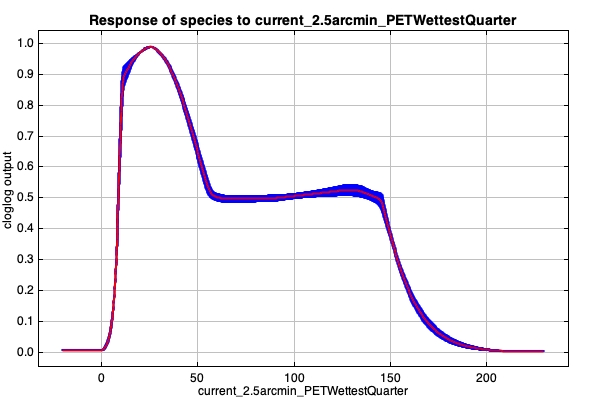 Response of species to current_2.5arcmin_PETWettestQuarter
cloglog output
1.0
0.9
0.8
0.7
0.6
0.5
0.4
0.3
0.2
0.1
0.0
0 50 100 150 200
current_2.5arcmin_PETWettestQuarter